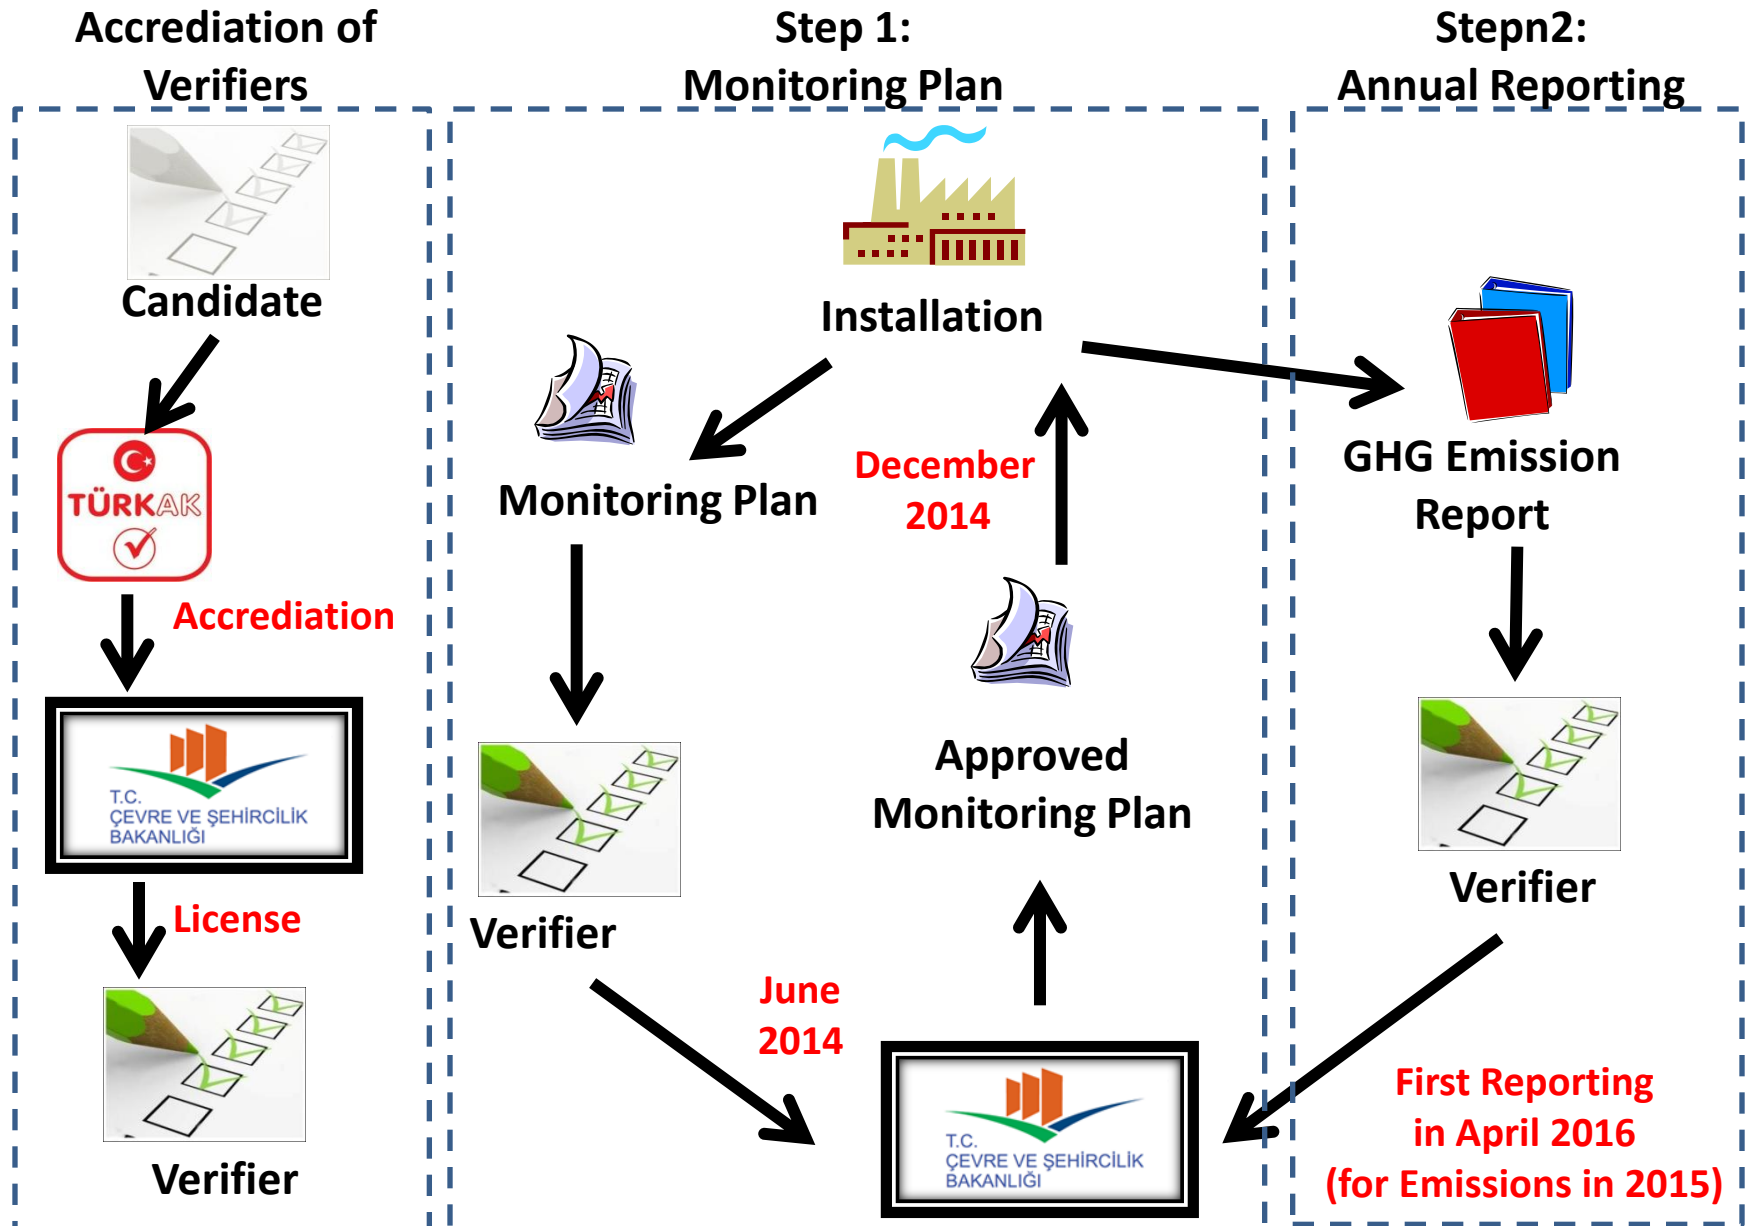 Accrediation of
Verifiers
Candidate
TÜRKAK
Accrediation
T.C.
ÇEVRE VE ŞEHİRCİLİK
BAKANLIĞI
License
Verifier
Step 1:
Monitoring Plan
Installation
Monitoring Plan
December
2014
Verifier
Approved
Monitoring Plan
June
2014
T.C.
ÇEVRE VE ŞEHİRCİLİK
BAKANLIĞI
Stepn2:
Annual Reporting
GHG Emission
Report
Verifier
First Reporting
in April 2016
(for Emissions in 2015)